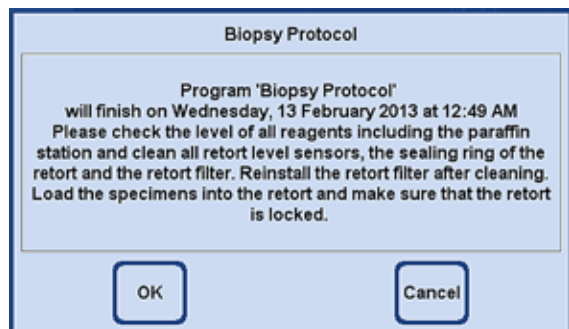 Biopsy Protocol
Program 'Biopsy Protocol'
will finish on Wednesday, 13 February 2013 at 12:49 AM
Please check the level of all reagents including the paraffin
station and clean all retort level sensors, the sealing ring of the
retort and the retort filter. Reinstall the retort filter after cleaning.
Load the specimens into the retort and make sure that the retort
is locked.
OK
Cancel